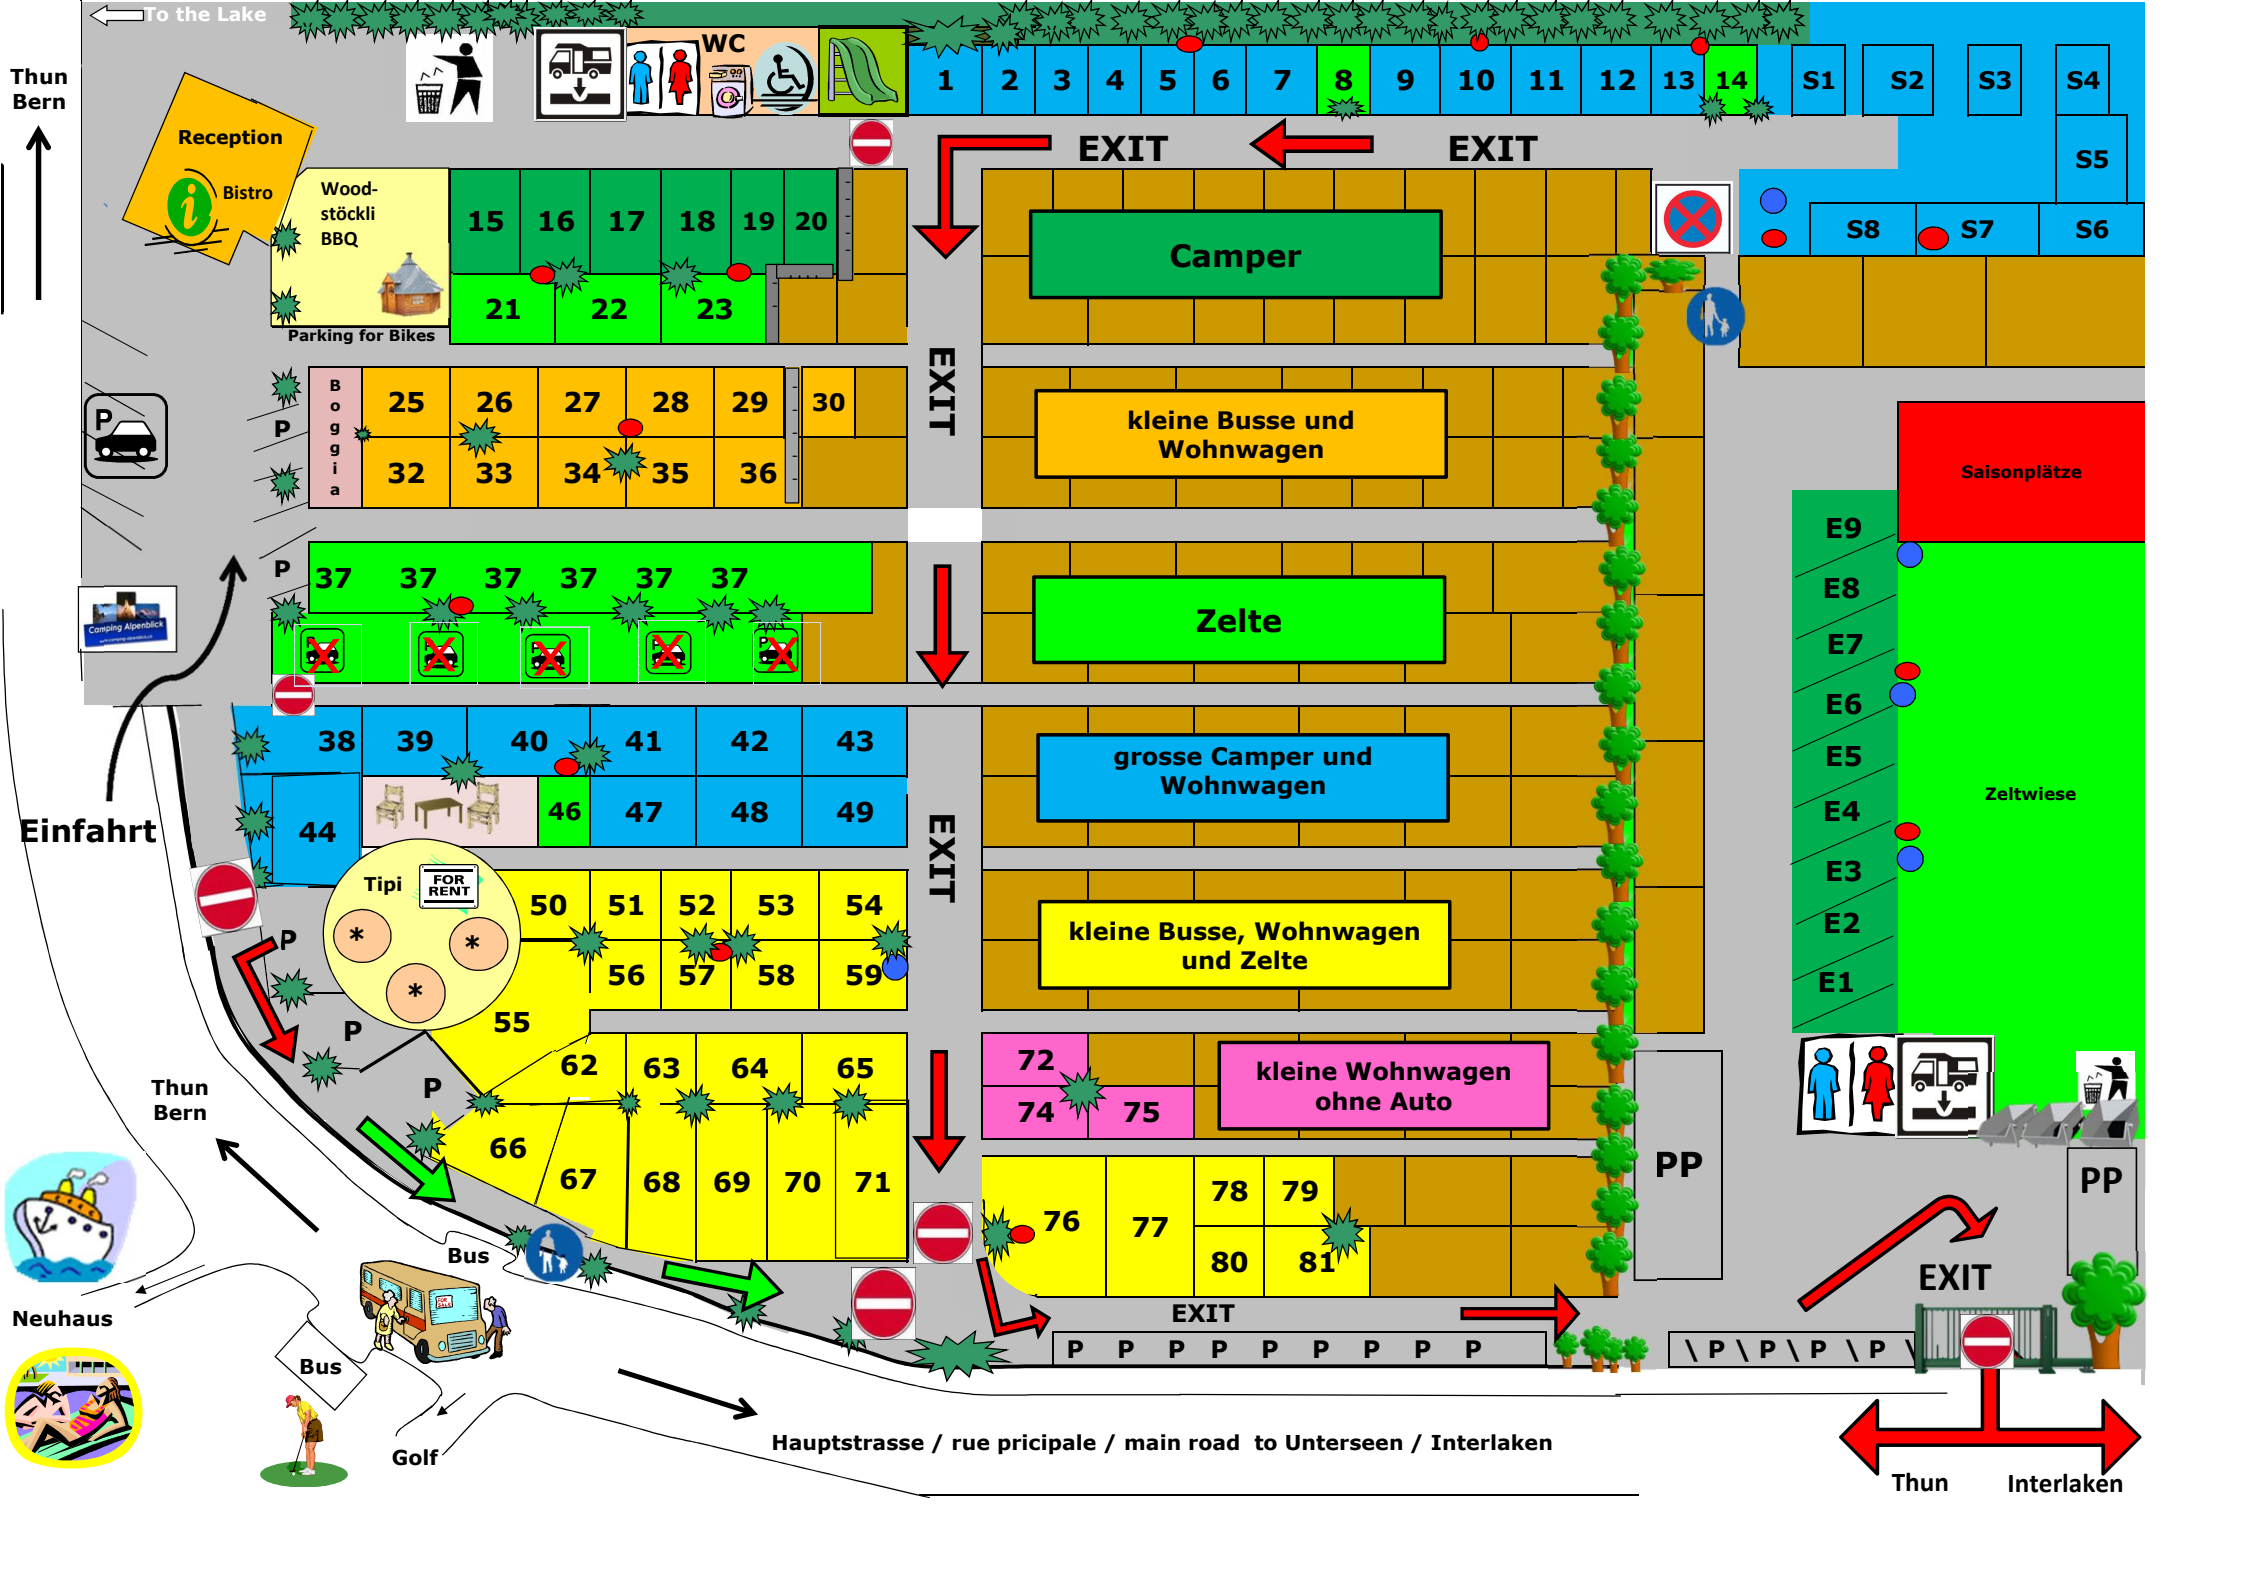 To the Lake
WC
Thun
Bern
1 2 3 4 5 6 7 8 9 10 11 12 13 14 S1 S2 S3 S4
Reception
Bistro
Wood-
stöckli
BBQ
EXIT EXIT
S5
15 16 17 18 19 20
Camper
S8 S7 S6
21 22 23
Parking for Bikes
EXIT
P
Boggia
25 26 27 28 29 30
P
kleine Busse und
Wohnwagen
32 33 34 35 36
Saisonplätze
E9
P
37 37 37 37 37 37
E8
Camping Alpenblick
Zelte
E7
P P P P P
E6
38 39 40 41 42 43
grosse Camper und
Wohnwagen
E5
Zeltwiese
44 46 47 48 49
E4
Einfahrt
EXIT
E3
Tipi
FOR
RENT
50 51 52 53 54
E2
kleine Busse, Wohnwagen
und Zelte
P
* * *
55 56 57 58 59
E1
P
62 63 64 65
72
kleine Wohnwagen
ohne Auto
P
74 75
Thun
Bern
66 67 68 69 70 71
PP
PP
76 77 78 79
80 81
Bus
EXIT
EXIT
FOR
SALE
Neuhaus
Bus
P P P P P P P P P
\ P \ P \ P \ P \
Golf
Hauptstrasse / rue pricipale / main road to Unterseen / Interlaken
Thun
Interlaken